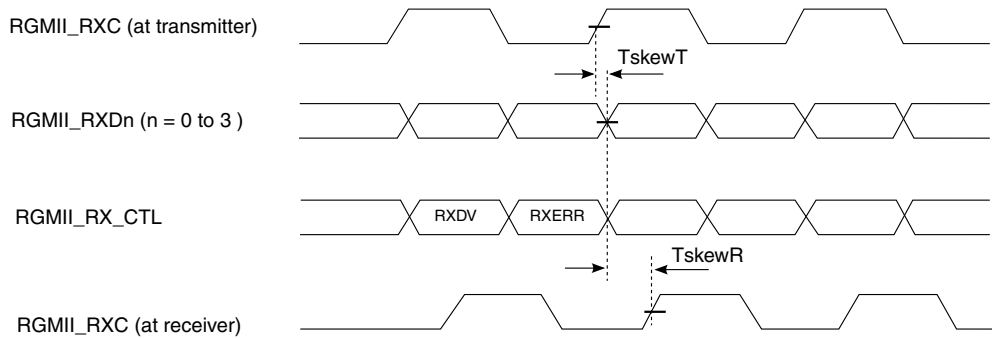 RGMII_RXC (at transmitter)
TskewT
RGMII_RXDn (n = 0 to 3 )
RGMII_RX_CTL
RXDV
RXERR
TskewR
RGMII_RXC (at receiver)